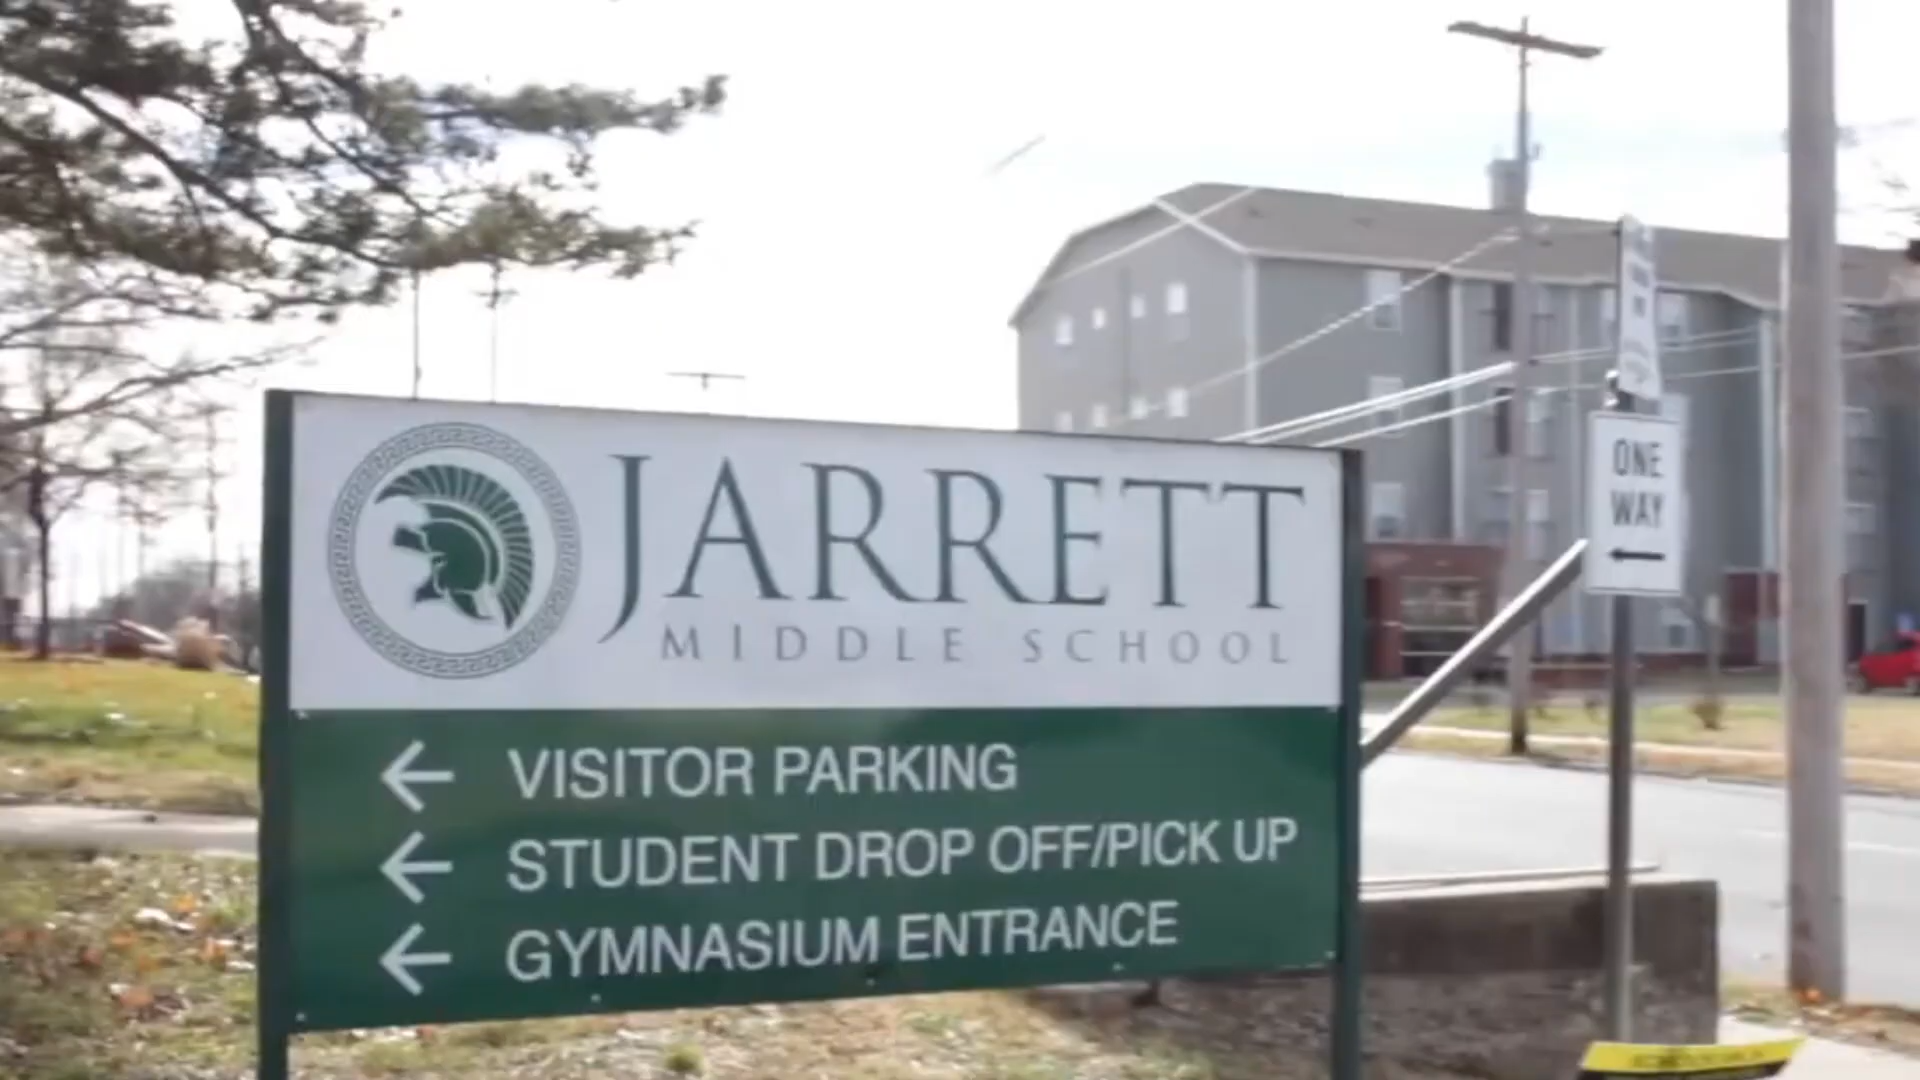 JARRETT
MIDDLE SCHOOL
← VISITOR PARKING
← STUDENT DROP OFF/PICK UP
← GYMNASIUM ENTRANCE
ONE
WAY
←